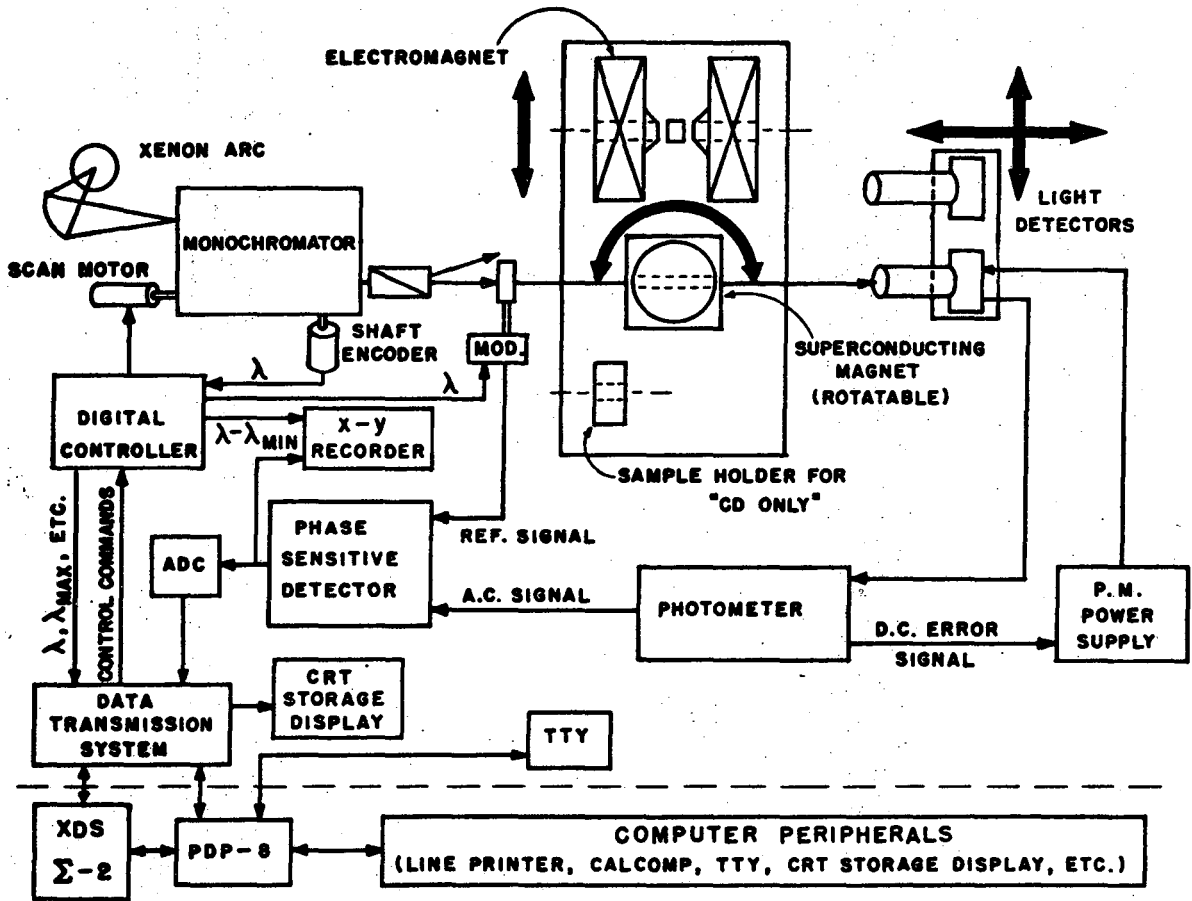 ELECTROMAGNET
XENON ARC
MONOCHROMATOR
SCAN MOTOR
SHAFT
ENCODER
MOD.
LIGHT
DETECTORS
SUPERCONDUCTING
MAGNET
(ROTATABLE)
λ
λ
DIGITAL
CONTROLLER
λ-λMIN
X-Y
RECORDER
SAMPLE HOLDER FOR
"CD ONLY"
λ, λMAX, ETC.
CONTROL COMMANDS
ADC
PHASE
SENSITIVE
DETECTOR
REF. SIGNAL
A.C. SIGNAL
PHOTOMETER
D.C. ERROR
SIGNAL
P.M.
POWER
SUPPLY
DATA
TRANSMISSION
SYSTEM
CRT
STORAGE
DISPLAY
TTY
XDS
Σ-2
PDP-8
COMPUTER PERIPHERALS
(LINE PRINTER, CALCOMP, TTY, CRT STORAGE DISPLAY, ETC.)